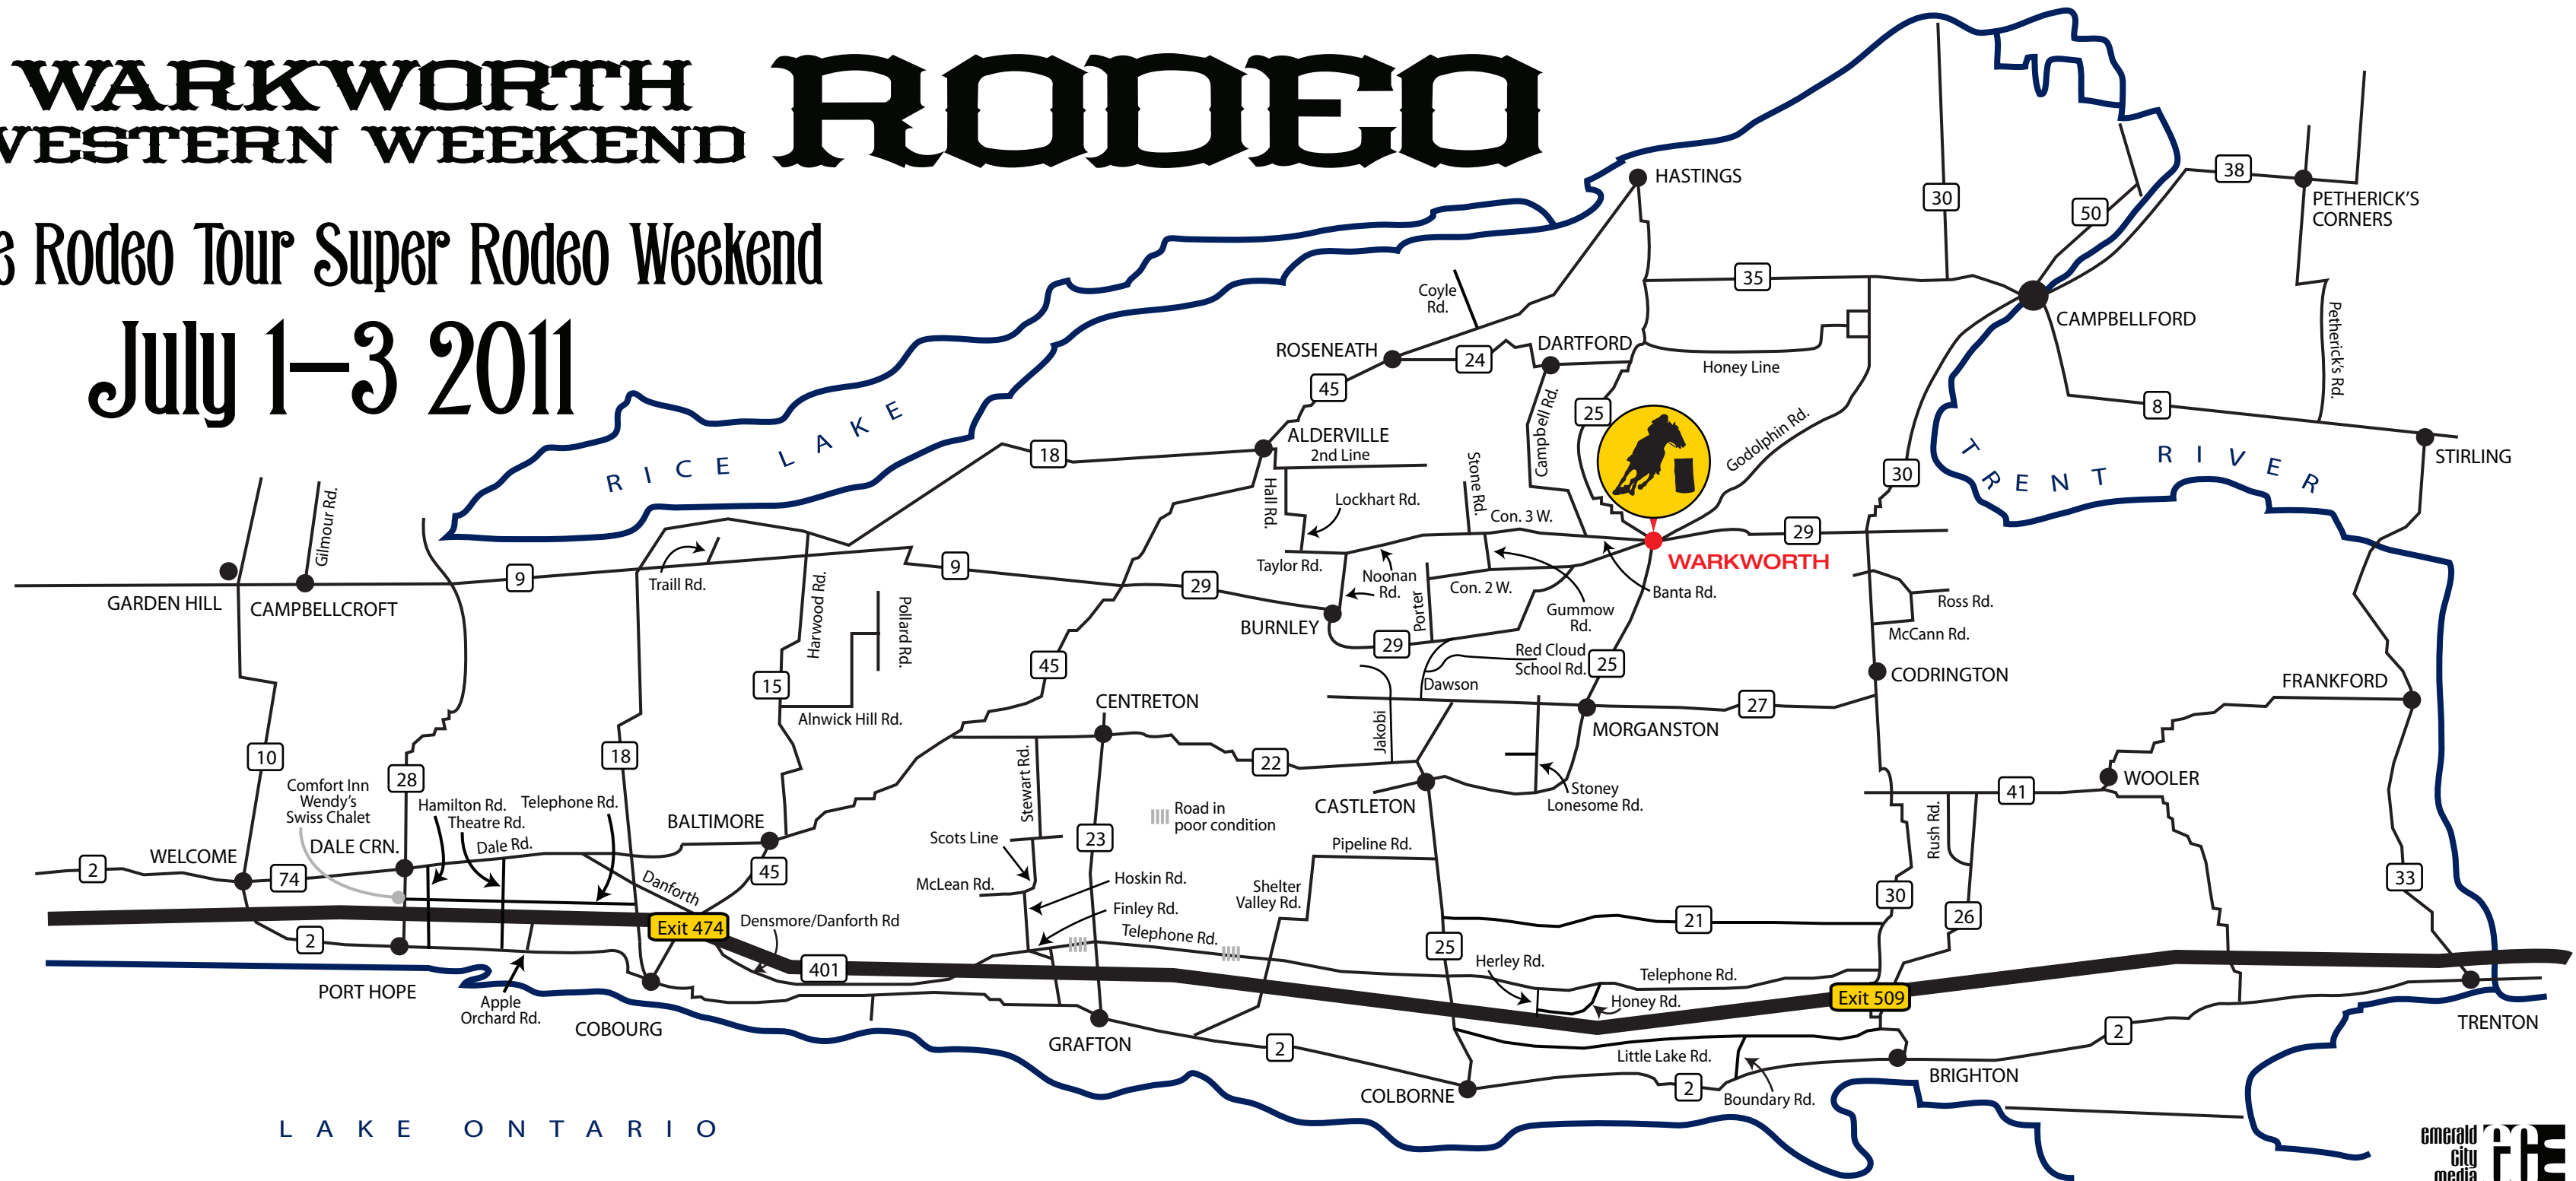 WARKWORTH
WESTERN WEEKEND
RODEO
Rodeo Tour Super Rodeo Weekend
July 1–3 2011
HASTINGS
38
30
50
PETHERICK'S
CORNERS
35
Coyle
Rd.
CAMPBELLFORD
Petherick's Rd.
ROSENEATH
24
DARTFORD
Honey Line
45
Campbell Rd.
25
8
Godolphin Rd.
RICE LAKE
ALDERVILLE
2nd Line
18
STIRLING
TRENT RIVER
30
Stone Rd.
Hall Rd.
Lockhart Rd.
Con. 3 W.
29
Gilmour Rd.
WARKWORTH
Taylor Rd.
Noonan
Rd.
Con. 2 W.
Banta Rd.
9
Traill Rd.
9
29
Harwood Rd.
Pollard Rd.
Porter
Gummow
Rd.
Ross Rd.
McCann Rd.
GARDEN HILL
CAMPBELLCROFT
BURNLEY
29
Red Cloud
School Rd.
25
45
15
Dawson
CODRINGTON
FRANKFORD
CENTRETON
Alnwick Hill Rd.
Jakobi
27
MORGANSTON
10
28
18
22
Stewart Rd.
WOOLER
41
Comfort Inn
Wendy's
Swiss Chalet
Hamilton Rd.
Theatre Rd.
Telephone Rd.
Dale Rd.
CASTLETON
Stoney
Lonesome Rd.
Road in
poor condition
BALTIMORE
Scots Line
23
Rush Rd.
Pipeline Rd.
WELCOME
DALE CRN.
2
74
45
Danforth
McLean Rd.
Hoskin Rd.
Shelter
Valley Rd.
30
33
Finley Rd.
26
Exit 474
Densmore/Danforth Rd
21
2
Telephone Rd.
25
401
Herley Rd.
Telephone Rd.
PORT HOPE
Apple
Orchard Rd.
Honey Rd.
Exit 509
COBOURG
TRENTON
GRAFTON
2
2
Little Lake Rd.
BRIGHTON
2
COLBORNE
Boundary Rd.
LAKE ONTARIO
emerald
city
media